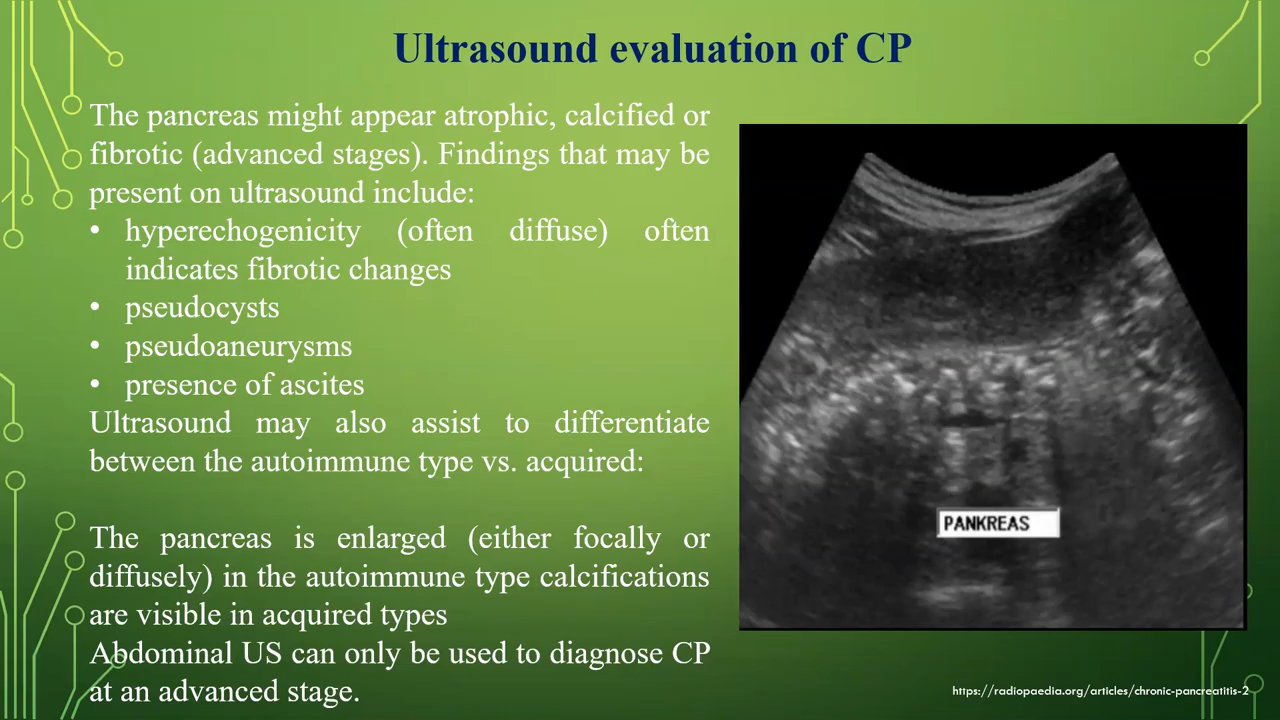 Ultrasound evaluation of CP
The pancreas might appear atrophic, calcified or
fibrotic (advanced stages). Findings that may be
present on ultrasound include:
• hyperechogenicity (often diffuse) often
indicates fibrotic changes
• pseudocysts
• pseudoaneurysms
• presence of ascites
Ultrasound may also assist to differentiate
between the autoimmune type vs. acquired:
The pancreas is enlarged (either focally or
diffusely) in the autoimmune type calcifications
are visible in acquired types
Abdominal US can only be used to diagnose CP
at an advanced stage.
PANKREAS
https://radiopaedia.org/articles/chronic-pancreatitis-2